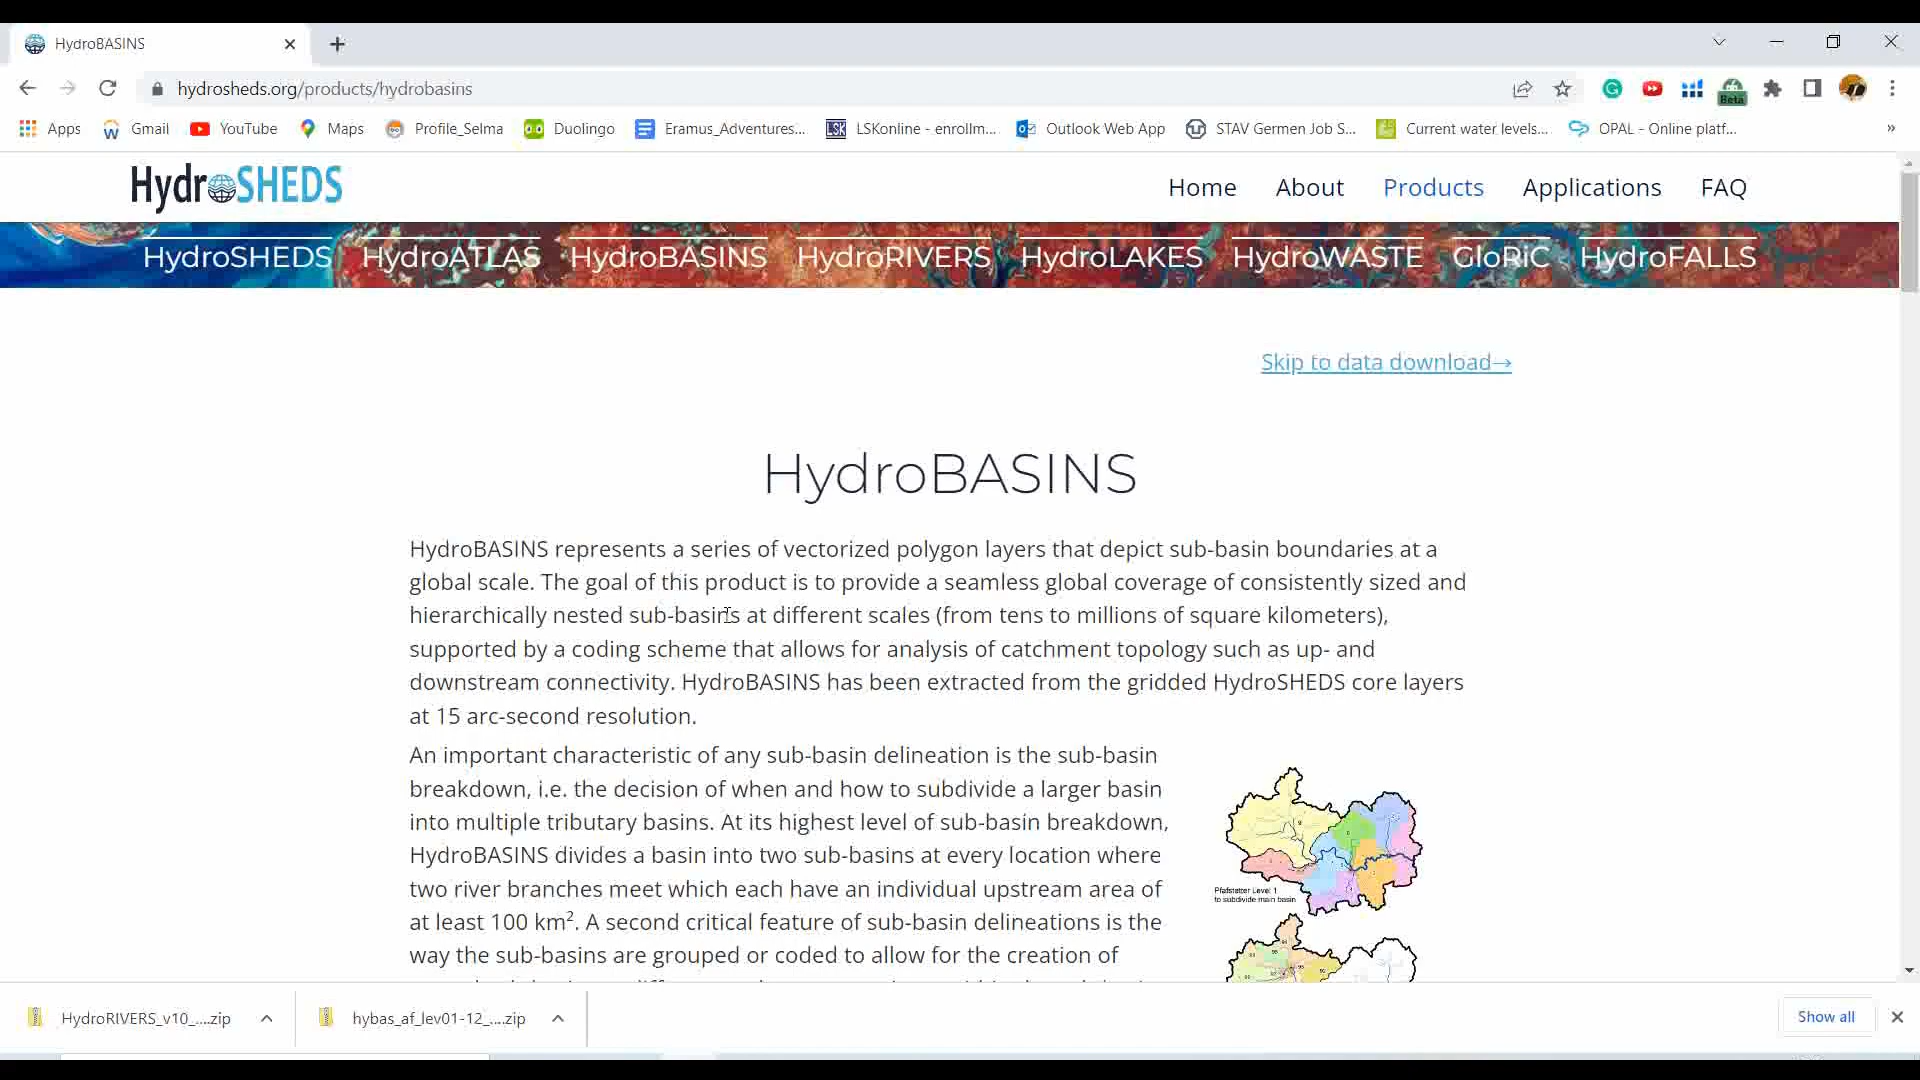 HydroBASINS
hydrosheds.org/products/hydrobasins
Beta
Apps Gmail YouTube Maps Profile_Selma Duolingo Eramus_Adventures... LSKonline - enrollm... Outlook Web App STAV Germen Job S... Current water levels... OPAL - Online platf... »
HydroSHEDS
Home About Products Applications FAQ
HydroSHEDS HydroATLAS HydroBASINS HydroRIVERS HydroLAKES HydroWASTE GloRiC HydroFALLS
Skip to data download→
HydroBASINS
HydroBASINS represents a series of vectorized polygon layers that depict sub-basin boundaries at a
global scale. The goal of this product is to provide a seamless global coverage of consistently sized and
hierarchically nested sub-basins at different scales (from tens to millions of square kilometers),
supported by a coding scheme that allows for analysis of catchment topology such as up- and
downstream connectivity. HydroBASINS has been extracted from the gridded HydroSHEDS core layers
at 15 arc-second resolution.
An important characteristic of any sub-basin delineation is the sub-basin
breakdown, i.e. the decision of when and how to subdivide a larger basin
into multiple tributary basins. At its highest level of sub-basin breakdown,
HydroBASINS divides a basin into two sub-basins at every location where
two river branches meet which each have an individual upstream area of
at least 100 km². A second critical feature of sub-basin delineations is the
way the sub-basins are grouped or coded to allow for the creation of
Pfafstetter Level: 1
to subdivide main basin
HydroRIVERS_v10_....zip hybas_af_lev01-12_....zip Show all